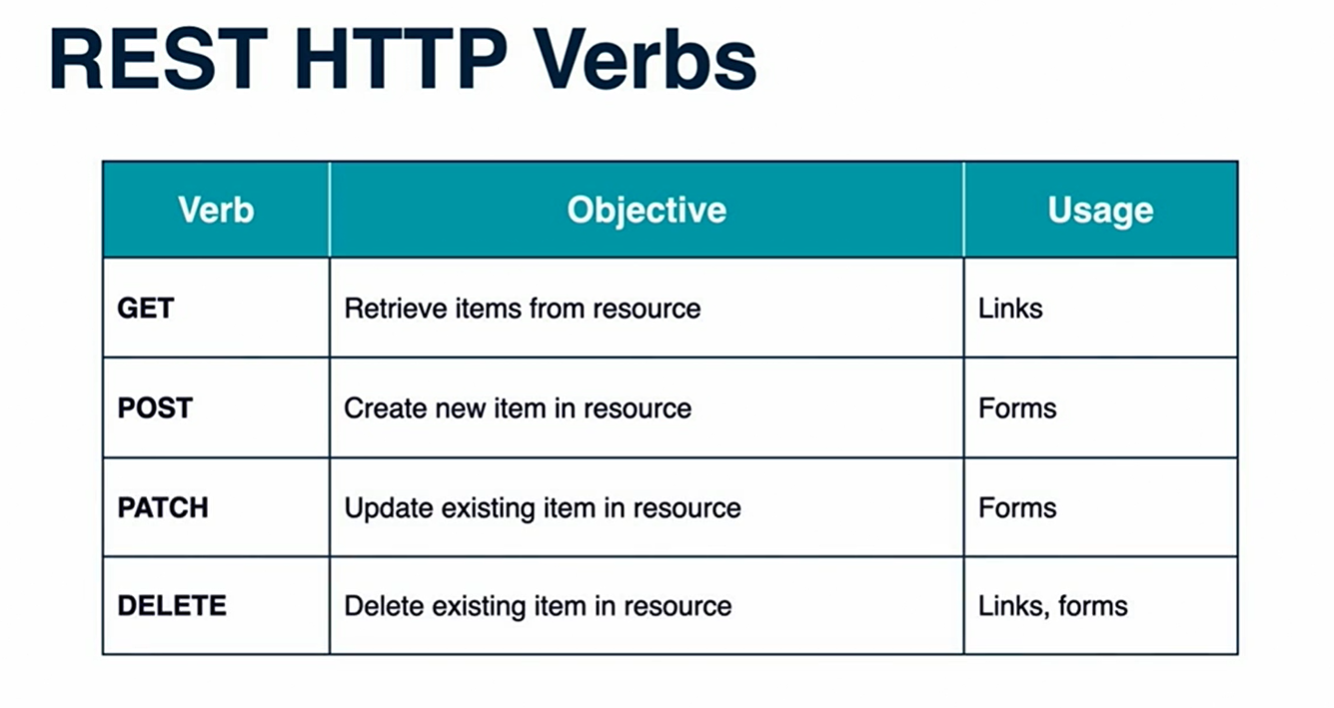 REST HTTP Verbs
Verb Objective Usage
GET Retrieve items from resource Links
POST Create new item in resource Forms
PATCH Update existing item in resource Forms
DELETE Delete existing item in resource Links, forms